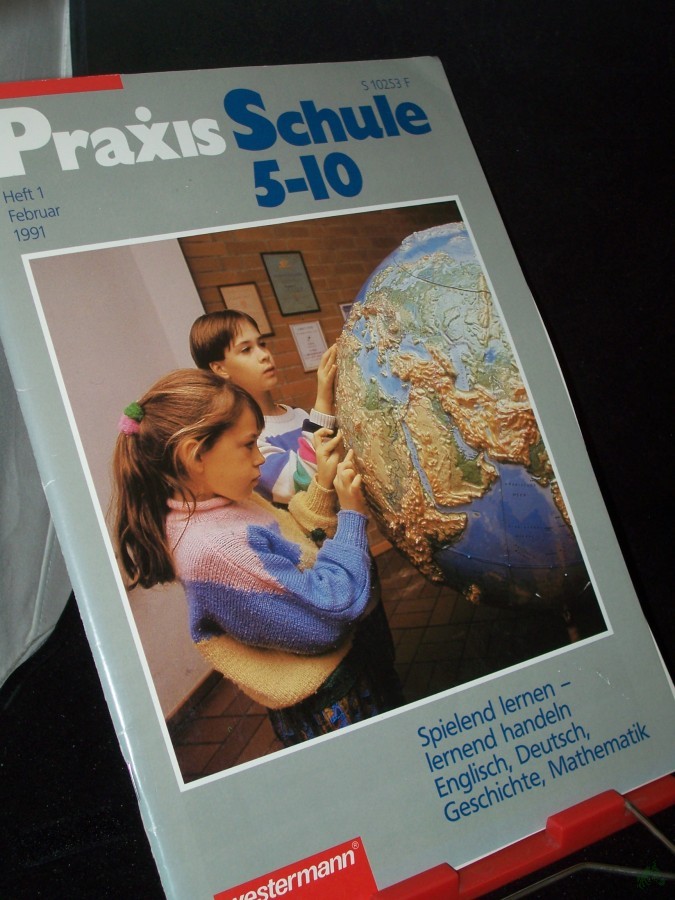 S 10253 F
Praxis Schule
5-10
Heft 1
Februar
1991
Spielend lernen –
lernend handeln
Englisch, Deutsch,
Geschichte, Mathematik
westermann®